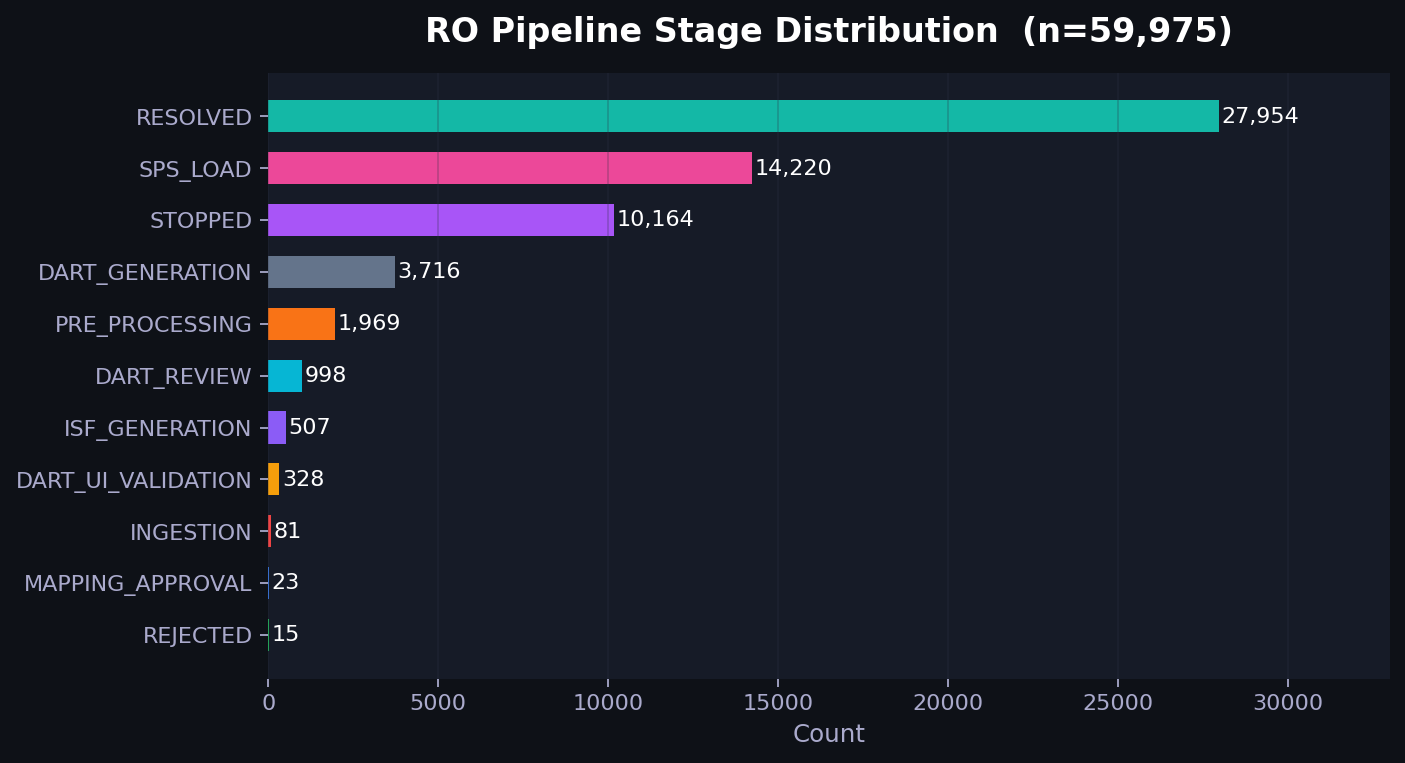 RO Pipeline Stage Distribution (n=59,975)
RESOLVED 27,954
SPS_LOAD 14,220
STOPPED 10,164
DART_GENERATION 3,716
PRE_PROCESSING 1,969
DART_REVIEW 998
ISF_GENERATION 507
DART_UI_VALIDATION 328
INGESTION 81
MAPPING_APPROVAL 23
REJECTED 15
0 5000 10000 15000 20000 25000 30000
Count